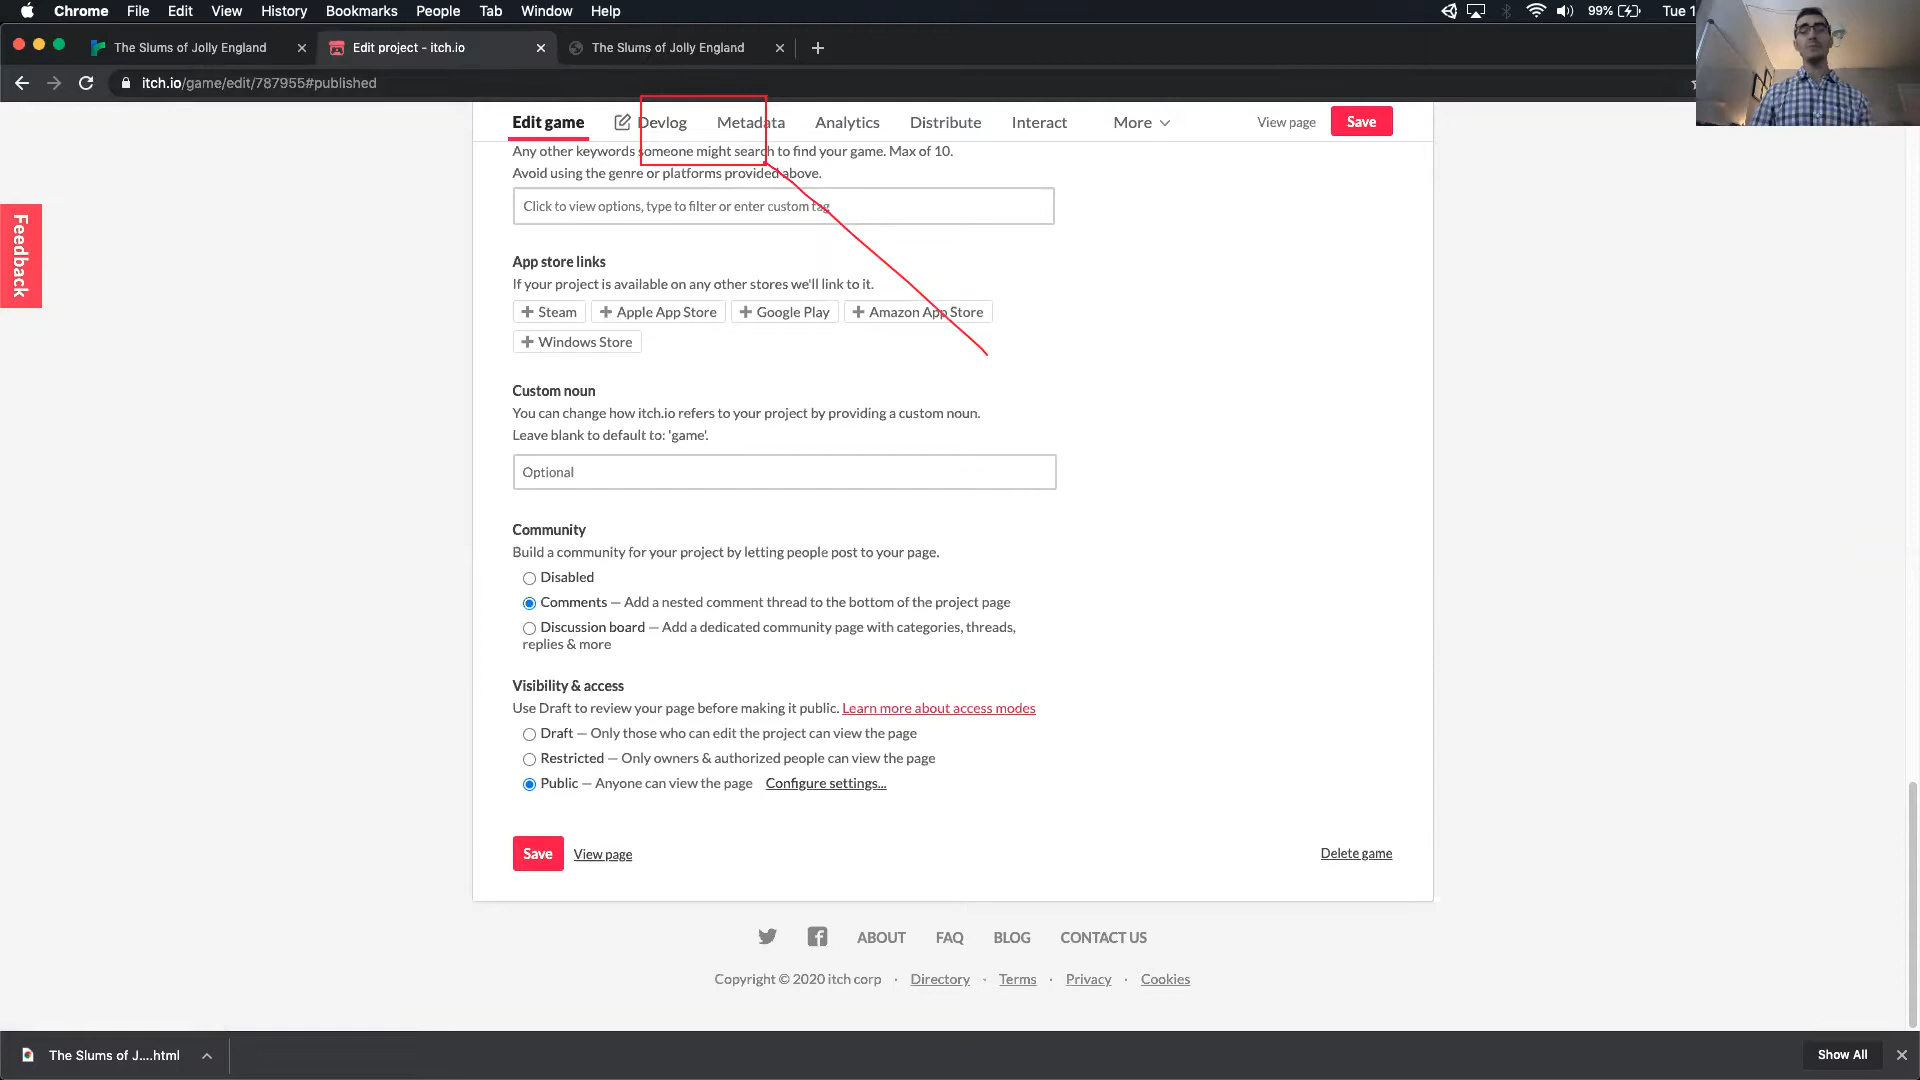 Chrome File Edit View History Bookmarks People Tab Window Help
99%
Tue 1
The Slums of Jolly England
Edit project - itch.io
The Slums of Jolly England
itch.io/game/edit/787955#published
Edit game
Devlog
Metadata
Analytics
Distribute
Interact
More
View page
Save
Any other keywords someone might search to find your game. Max of 10.
Avoid using the genre or platforms provided above.
Click to view options, type to filter or enter custom tag
Feedback
App store links
If your project is available on any other stores we'll link to it.
Steam
Apple App Store
Google Play
Amazon App Store
Windows Store
Custom noun
You can change how itch.io refers to your project by providing a custom noun.
Leave blank to default to: 'game'.
Optional
Community
Build a community for your project by letting people post to your page.
Disabled
Comments — Add a nested comment thread to the bottom of the project page
Discussion board — Add a dedicated community page with categories, threads,
replies & more
Visibility & access
Use Draft to review your page before making it public. Learn more about access modes
Draft — Only those who can edit the project can view the page
Restricted — Only owners & authorized people can view the page
Public — Anyone can view the page Configure settings...
Save
View page
Delete game
ABOUT FAQ BLOG CONTACT US
Copyright © 2020 itch corp · Directory · Terms · Privacy · Cookies
The Slums of J....html
Show All